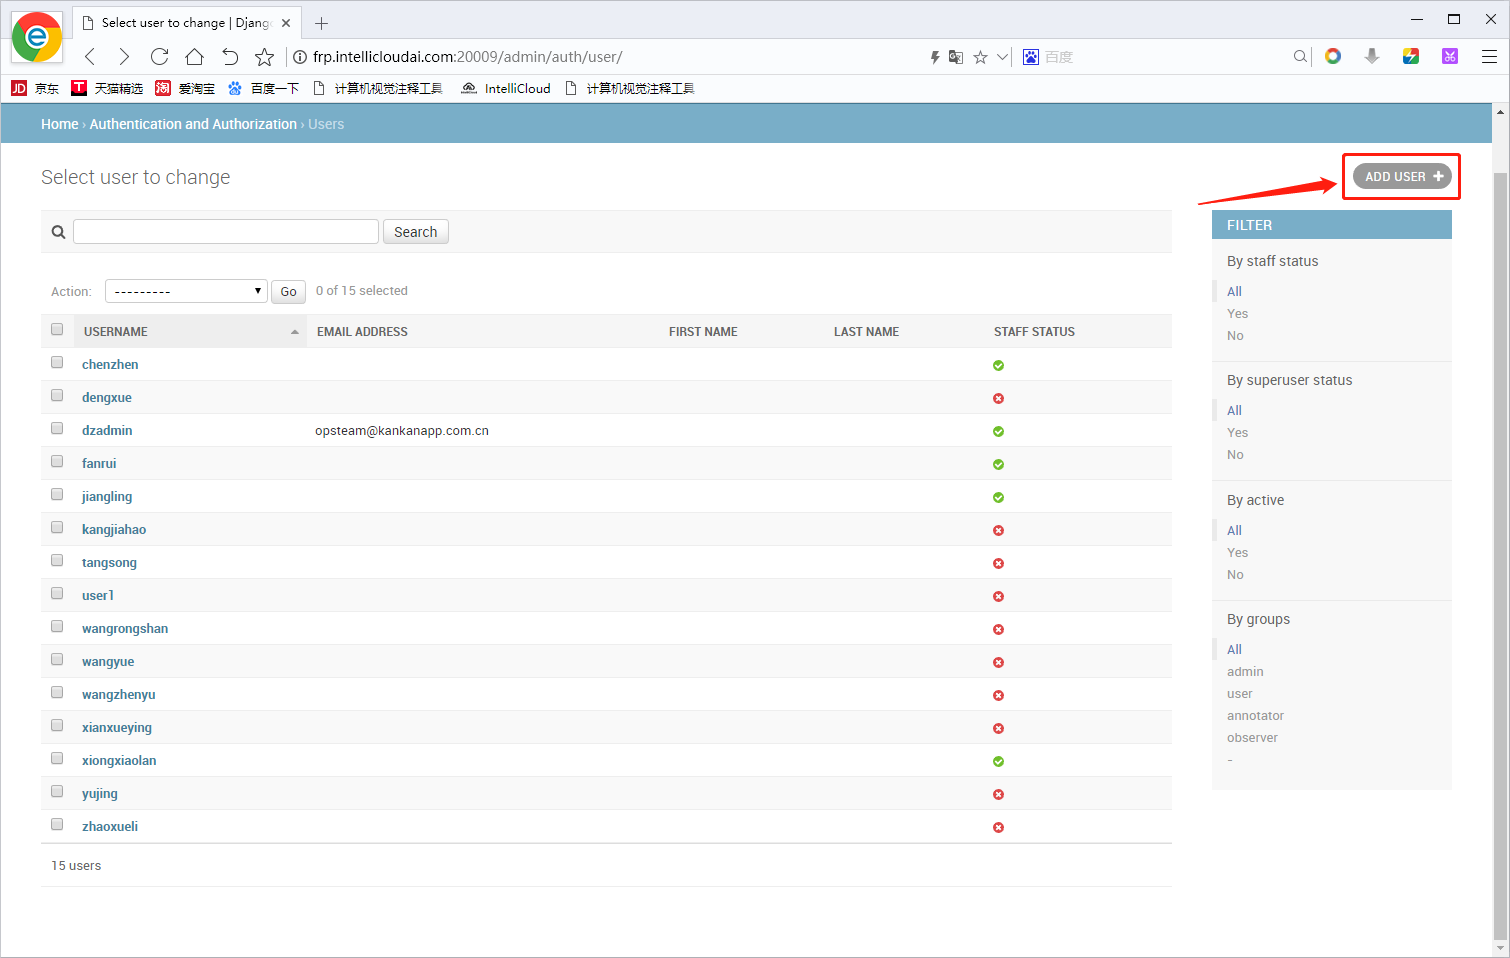 Select user to change | Djang
frp.intellicloudai.com:20009/admin/auth/user/
百度
JD 京东 T 天猫精选 淘 爱淘宝 百度一下 计算机视觉注释工具 IntelliCloud 计算机视觉注释工具
Home › Authentication and Authorization › Users
Select user to change
ADD USER +
Search
Action: --------- Go 0 of 15 selected
USERNAME EMAIL ADDRESS FIRST NAME LAST NAME STAFF STATUS
chenzhen
dengxue
dzadmin opsteam@kankanapp.com.cn
fanrui
jiangling
kangjiahao
tangsong
user1
wangrongshan
wangyue
wangzhenyu
xianxueying
xiongxiaolan
yujing
zhaoxueli
15 users
FILTER
By staff status
All
Yes
No
By superuser status
All
Yes
No
By active
All
Yes
No
By groups
All
admin
user
annotator
observer
-